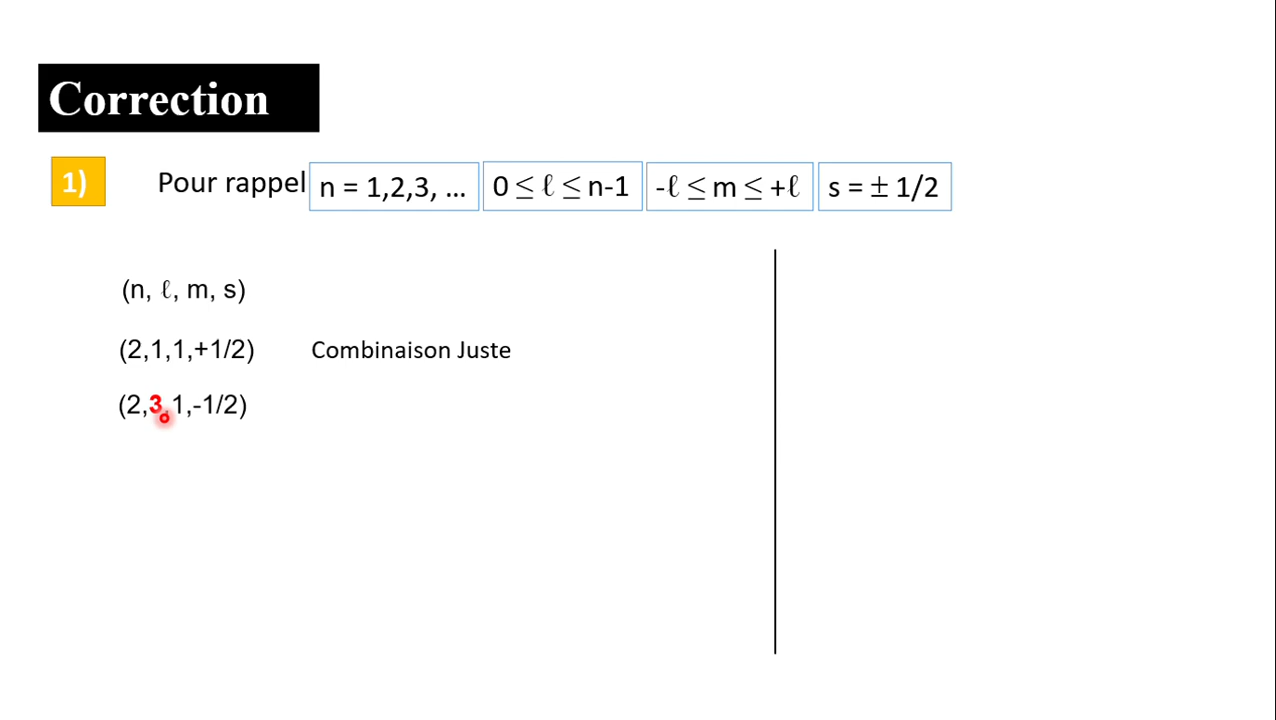 Correction
1) Pour rappel n = 1,2,3, ... 0 ≤ ℓ ≤ n-1 -ℓ ≤ m ≤ +ℓ s = ± 1/2
(n, ℓ, m, s)
(2,1,1,+1/2) Combinaison Juste
(2,3,1,-1/2)